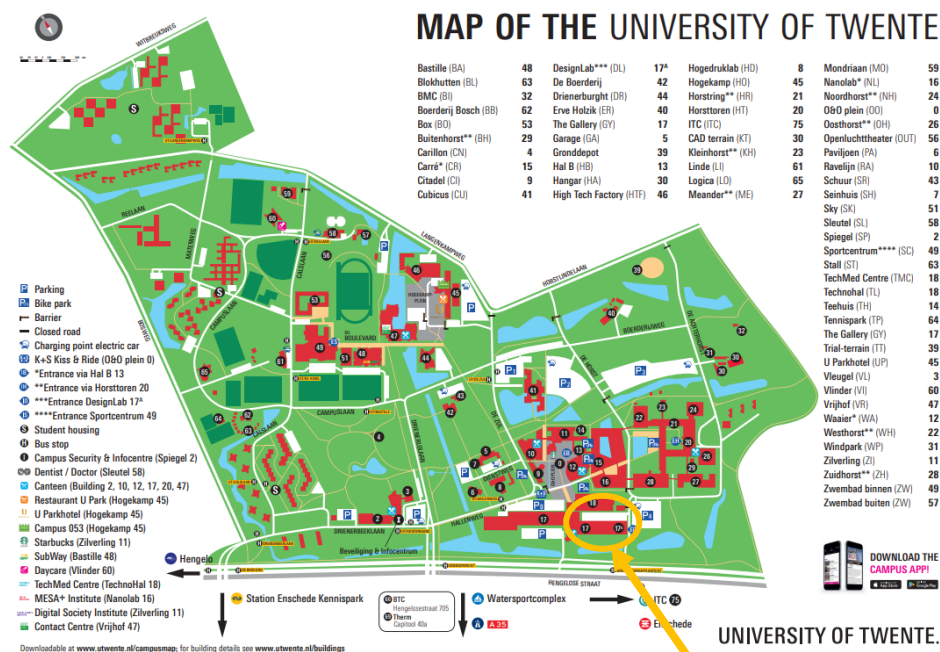 MAP OF THE UNIVERSITY OF TWENTE
Bastille (BA) 48
Blokhutten (BL) 63
BMC (BI) 32
Boerderij Bosch (BB) 62
Box (BO) 53
Buitenhorst** (BH) 29
Carillon (CN) 4
Carré* (CR) 15
Citadel (CI) 9
Cubicus (CU) 41
DesignLab*** (DL) 17ᴬ
De Boerderij 42
Drienerburght (DR) 44
Erve Holzik (ER) 40
The Gallery (GY) 17
Garage (GA) 5
Gronddepot 39
Hal B (HB) 13
Hangar (HA) 30
High Tech Factory (HTF) 46
Hogedruklab (HD) 8
Hogekamp (HO) 45
Horstring** (HR) 21
Horsttoren (HT) 20
ITC (ITC) 75
CAD terrain (KT) 30
Kleinhorst** (KH) 23
Linde (LI) 61
Logica (LO) 65
Meander** (ME) 27
Mondriaan (MO) 59
Nanolab* (NL) 16
Noordhorst** (NH) 24
O&O plein (OO) 0
Oosthorst** (OH) 26
Openluchttheater (OUT) 56
Paviljoen (PA) 6
Ravelijn (RA) 10
Schuur (SR) 43
Seinhuis (SH) 7
Sky (SK) 51
Sleutel (SL) 58
Spiegel (SP) 2
Sportcentrum**** (SC) 49
Stall (ST) 63
TechMed Centre (TMC) 18
Technohal (TL) 18
Teehuis (TH) 14
Tennispark (TP) 64
The Gallery (GY) 17
Trial-terrain (TT) 39
U Parkhotel (UP) 45
Vleugel (VL) 5
Vlinder (VI) 60
Vrijhof (VR) 47
Waaier* (WA) 12
Westhorst** (WH) 22
Windpark (WP) 31
Zilverling (ZI) 11
Zuidhorst** (ZH) 28
Zwembad binnen (ZW) 49
Zwembad buiten (ZW) 57
P Parking
Bike park
Barrier
Closed road
Charging point electric car
K+S Kiss & Ride (O&O plein 0)
*Entrance via Hal B 13
**Entrance via Horsttoren 20
***Entrance DesignLab 17ᴬ
****Entrance Sportcentrum 49
S Student housing
H Bus stop
i Campus Security & Infocentre (Spiegel 2)
Dentist / Doctor (Sleutel 58)
Canteen (Building 2, 10, 12, 17, 20, 47)
Restaurant U Park (Hogekamp 45)
U Parkhotel (Hogekamp 45)
Campus 053 (Hogekamp 45)
Starbucks (Zilverling 11)
SubWay (Bastille 48)
Daycare (Vlinder 60)
TechMed Centre (TechnoHal 18)
MESA+ Institute (Nanolab 16)
Digital Society Institute (Zilverling 11)
Contact Centre (Vrijhof 47)
WITBREUKSWEG
REELAAN
MATENWEG
CALSLAAN
LANGENKAMPWEG
HORSTLINDELAAN
CAMPUSLAAN
BOSWEG
BOULEVARD
BOERDERIJWEG
DE HORST
CAMPUSLAAN
CALSLAAN
DRIENERLOLAAN
DE ZUL
HALLENWEG
DRIENERBEEKLAAN
Beveiliging & Infocentrum
HENGELOSE STRAAT
Hengelo
Station Enschede Kennispark
BTC
Hengelosestraat 705
Therm
Capitool 40a
Watersportcomplex
A 35
ITC 75
DOWNLOAD THE
CAMPUS APP!
UNIVERSITY OF TWENTE.
Downloadable at www.utwente.nl/campusmap; for building details see www.utwente.nl/buildings